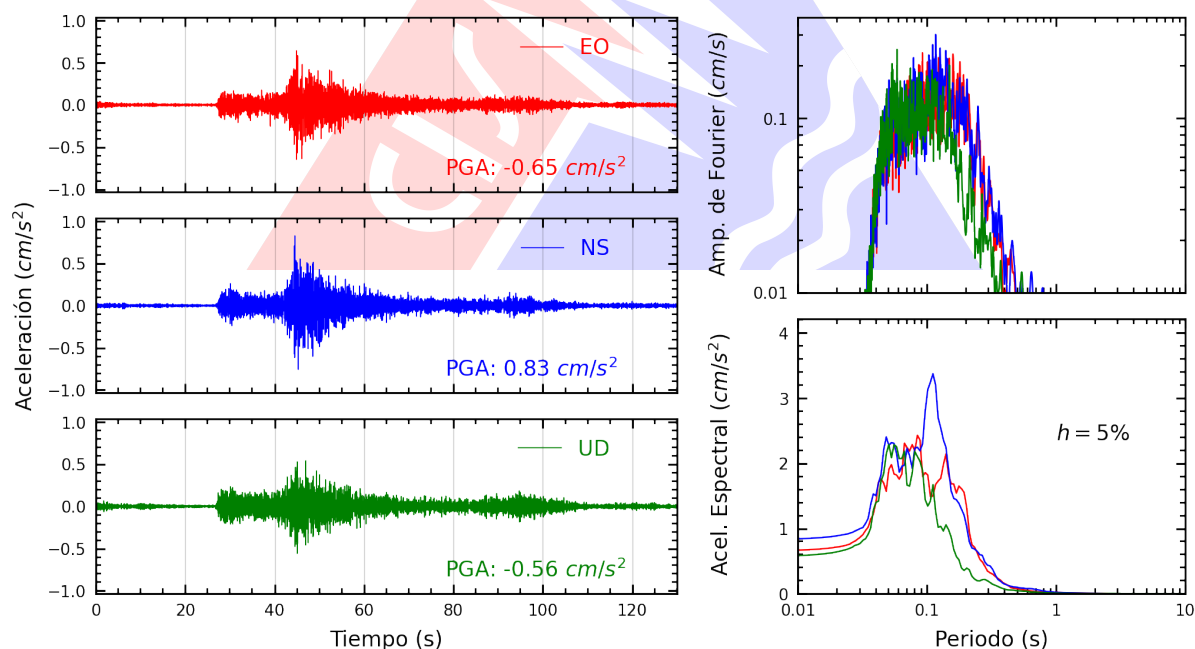 Aceleración (cm/s²)
1.0
0.5
0.0
−0.5
−1.0
EO
PGA: -0.65 cm/s²
1.0
0.5
0.0
−0.5
−1.0
NS
PGA: 0.83 cm/s²
1.0
0.5
0.0
−0.5
−1.0
UD
PGA: -0.56 cm/s²
0 20 40 60 80 100 120
Tiempo (s)
Amp. de Fourier (cm/s)
0.1
0.01
Acel. Espectral (cm/s²)
4
3
2
1
0
h = 5%
0.01 0.1 1 10
Periodo (s)